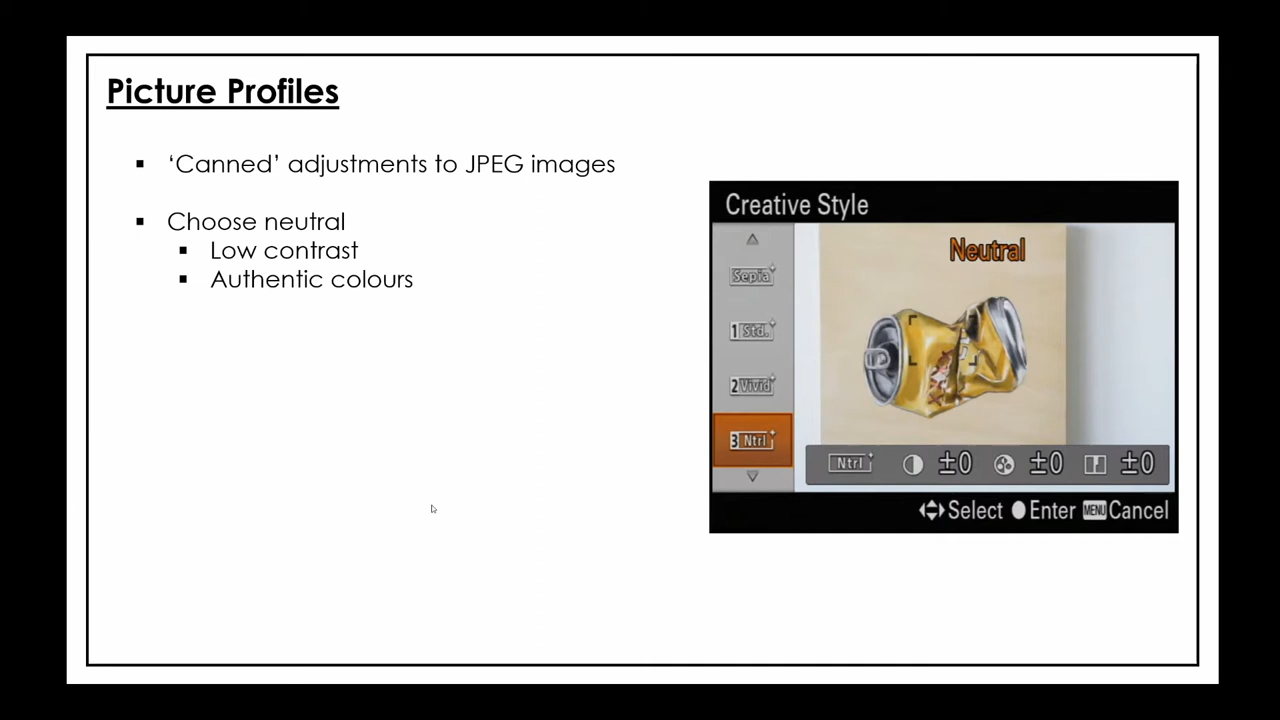 Picture Profiles
‘Canned’ adjustments to JPEG images
Choose neutral
Low contrast
Authentic colours
Creative Style
Neutral
Sepia
1 Std.
2 Vivid
3 Ntrl
Ntrl ±0 ±0 ±0
Select Enter MENU Cancel